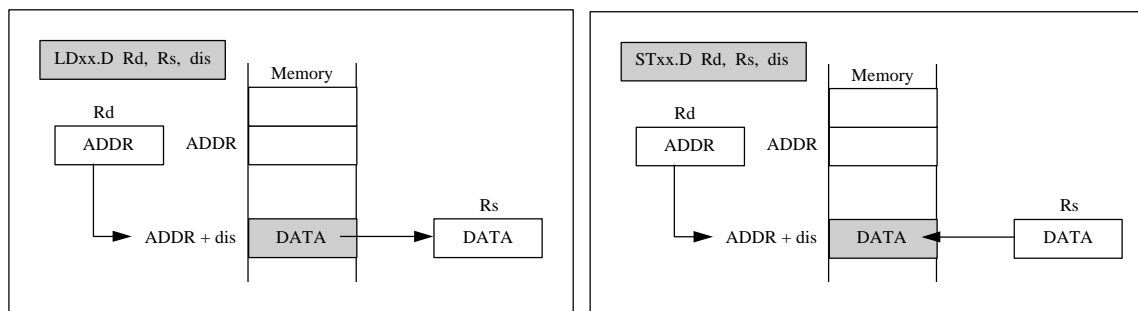 LDxx.D Rd, Rs, dis
Memory
Rd
ADDR
ADDR
Rs
ADDR + dis
DATA
DATA
STxx.D Rd, Rs, dis
Memory
Rd
ADDR
ADDR
Rs
ADDR + dis
DATA
DATA